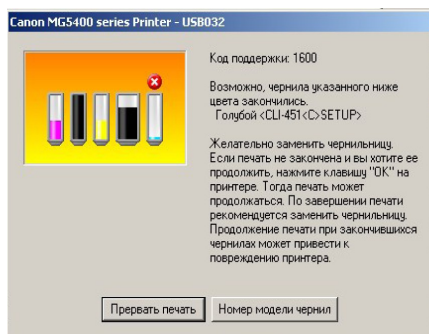 Canon MG5400 series Printer - USB032
Код поддержки: 1600
Возможно, чернила указанного ниже
цвета закончились.
Голубой <CLI-451<C>SETUP>
Желательно заменить чернильницу.
Если печать не закончена и вы хотите ее
продолжить, нажмите клавишу "ОК" на
принтере. Тогда печать может
продолжаться. По завершении печати
рекомендуется заменить чернильницу.
Продолжение печати при закончившихся
чернилах может привести к
повреждению принтера.
Прервать печать
Номер модели чернил